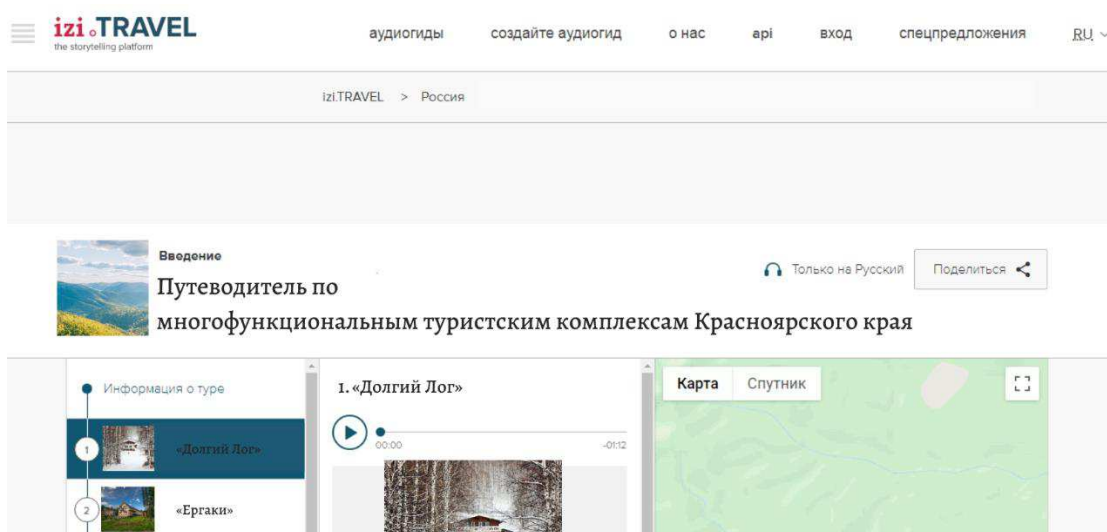 izi.TRAVEL
the storytelling platform
аудиогиды создайте аудиогид о нас api вход спецпредложения RU
izi.TRAVEL > Россия
Введение
Путеводитель по
многофункциональным туристским комплексам Красноярского края
Только на Русский
Поделиться
Информация о туре
1 «Долгий Лог»
2 «Ергаки»
1. «Долгий Лог»
00:00 -01:12
Карта Спутник